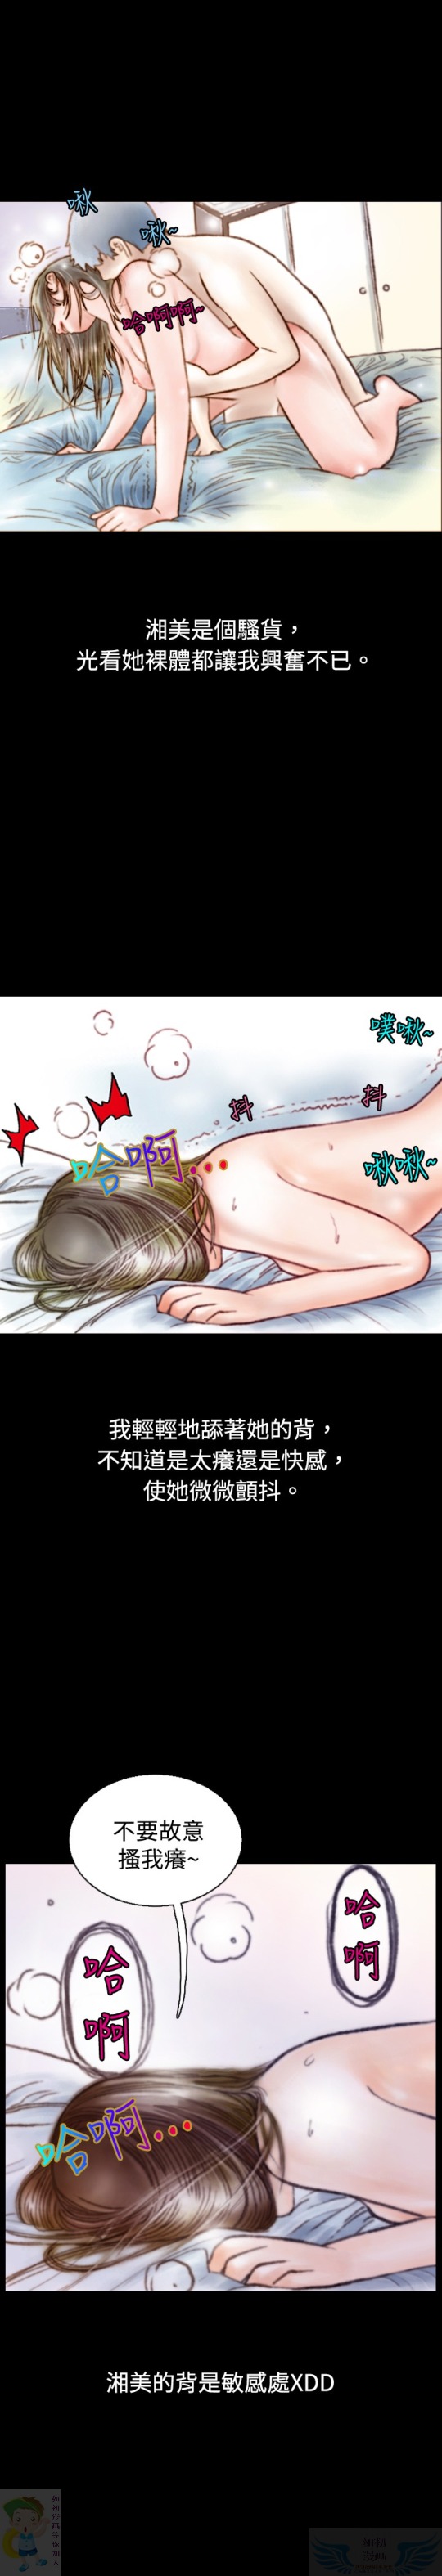 啾
啾~
哈啊啊~
湘美是個騷貨，
光看她裸體都讓我興奮不已。
噗啾~
抖
抖
哈啊...
啾啾~
我輕輕地舔著她的背，
不知道是太癢還是快感，
使她微微顫抖。
不要故意
搔我癢~
哈啊
哈啊
哈啊...
湘美的背是敏感處XDD